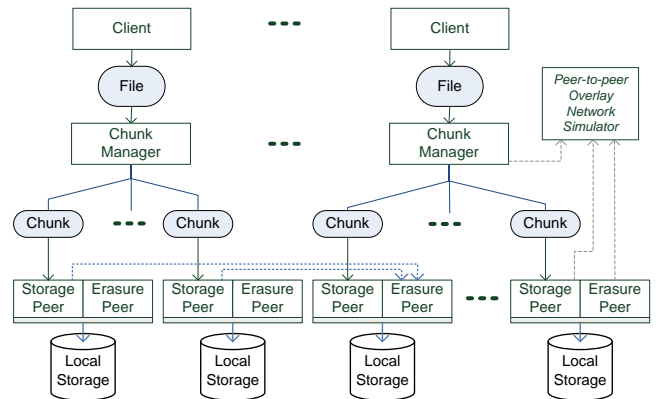 Client
Client
File
File
Peer-to-peer
Overlay
Network
Simulator
Chunk
Manager
Chunk
Manager
Chunk
Chunk
Chunk
Chunk
Storage
Peer
Erasure
Peer
Storage
Peer
Erasure
Peer
Storage
Peer
Erasure
Peer
Storage
Peer
Erasure
Peer
Local
Storage
Local
Storage
Local
Storage
Local
Storage